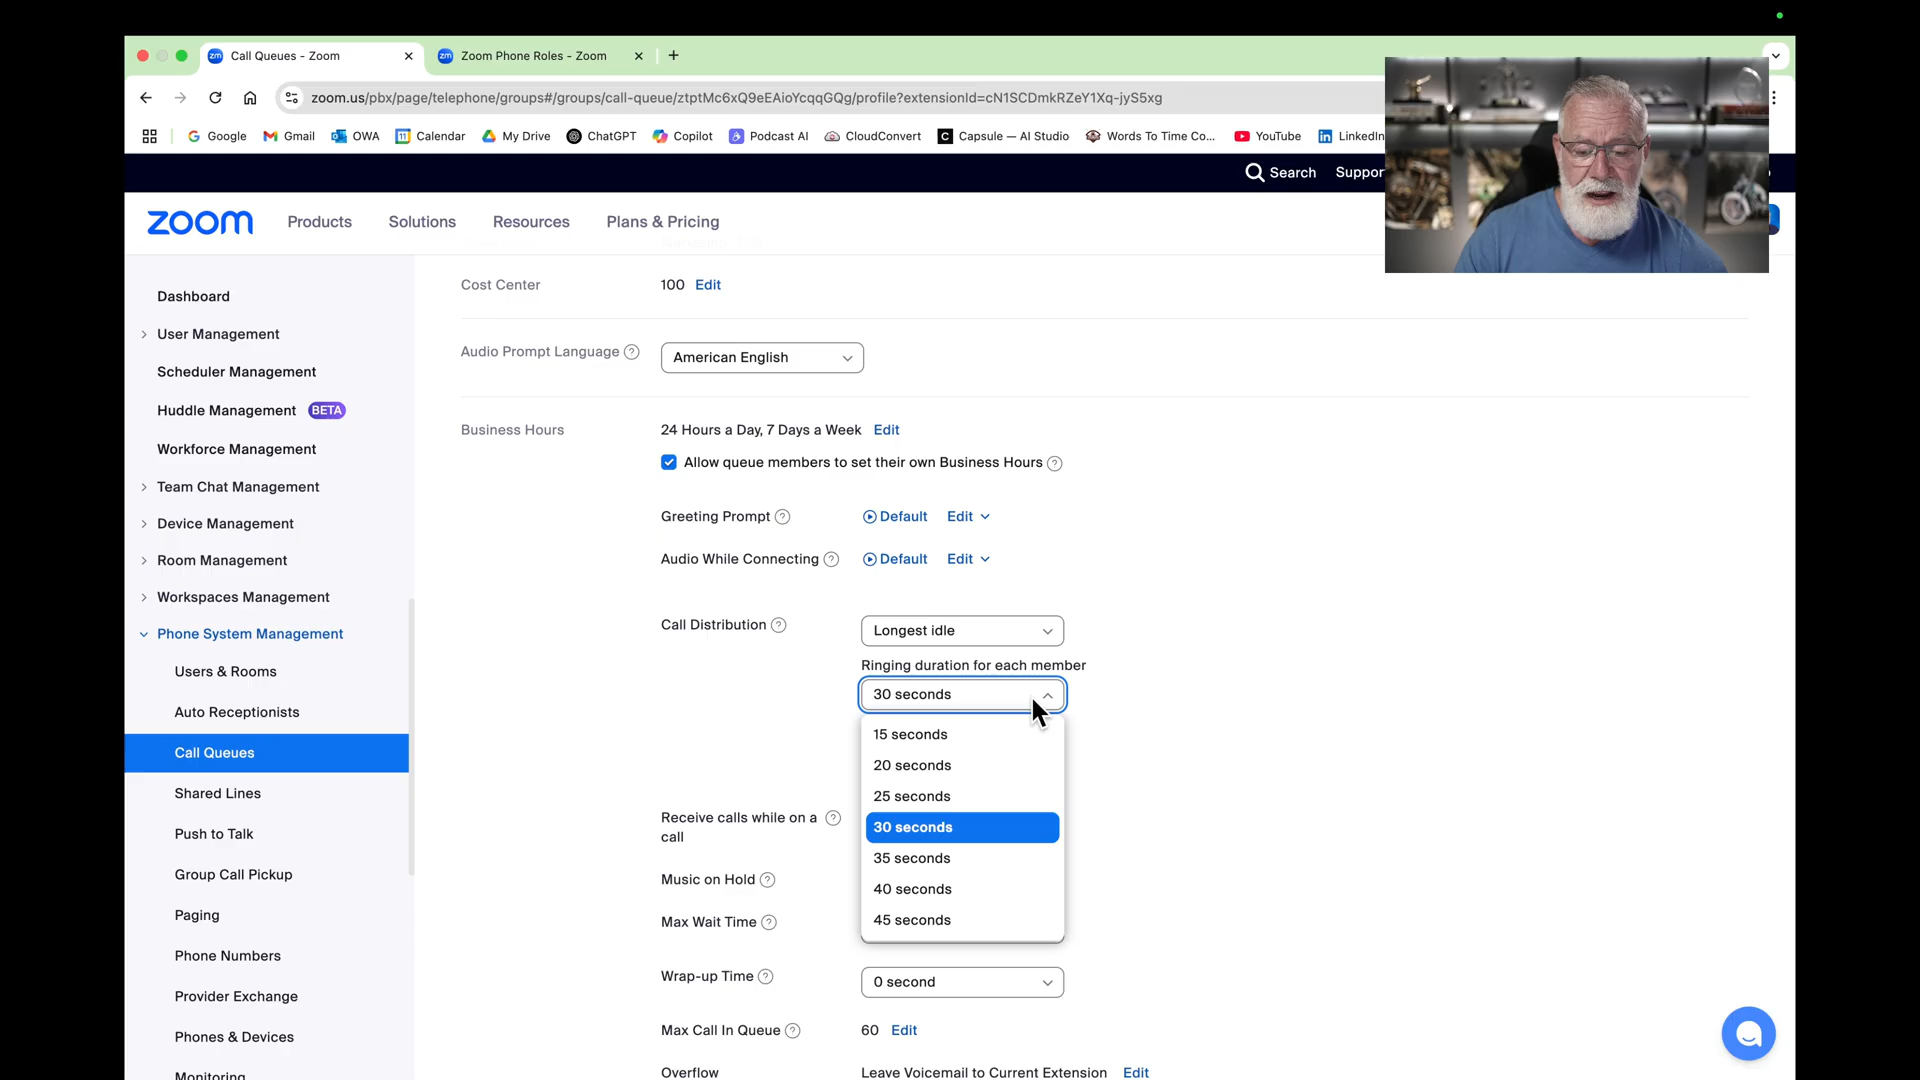 Call Queues - Zoom
Zoom Phone Roles - Zoom
zoom.us/pbx/page/telephone/groups#/groups/call-queue/ztptMc6xQ9eEAioYcqqGQg/profile?extensionId=cN1SCDmkRZeY1Xq-jyS5xg
Google
Gmail
OWA
Calendar
My Drive
ChatGPT
Copilot
Podcast AI
CloudConvert
Capsule — AI Studio
Words To Time Co...
YouTube
LinkedIn
Search
Suppor
zoom
Products
Solutions
Resources
Plans & Pricing
Dashboard
User Management
Scheduler Management
Huddle Management BETA
Workforce Management
Team Chat Management
Device Management
Room Management
Workspaces Management
Phone System Management
Users & Rooms
Auto Receptionists
Call Queues
Shared Lines
Push to Talk
Group Call Pickup
Paging
Phone Numbers
Provider Exchange
Phones & Devices
Monitoring
Cost Center
100 Edit
Audio Prompt Language
American English
Business Hours
24 Hours a Day, 7 Days a Week Edit
Allow queue members to set their own Business Hours
Greeting Prompt
Default Edit
Audio While Connecting
Default Edit
Call Distribution
Longest idle
Ringing duration for each member
30 seconds
15 seconds
20 seconds
25 seconds
30 seconds
35 seconds
40 seconds
45 seconds
Receive calls while on a
call
Music on Hold
Max Wait Time
Wrap-up Time
0 second
Max Call In Queue
60 Edit
Overflow
Leave Voicemail to Current Extension Edit